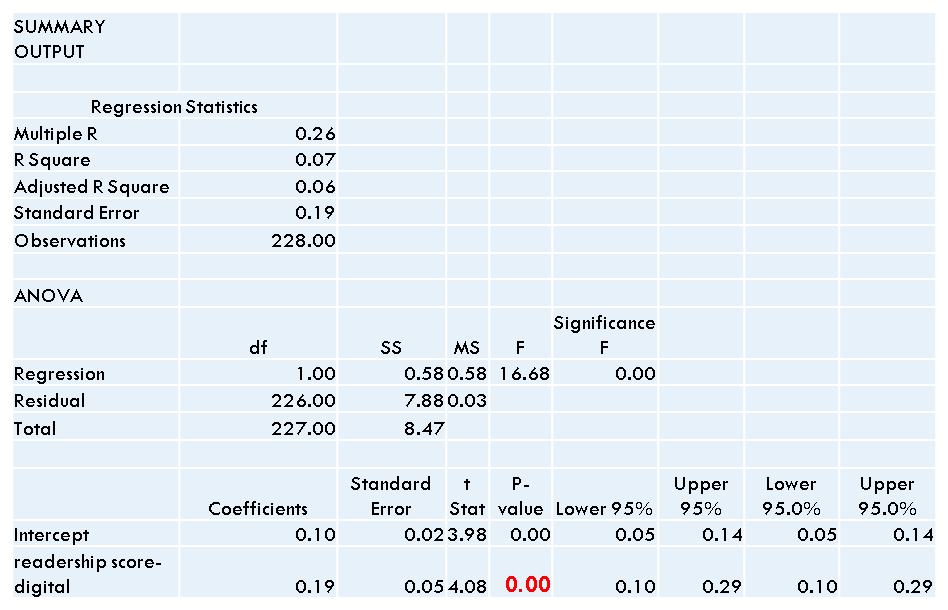 SUMMARY
OUTPUT
Regression Statistics
Multiple R 0.26
R Square 0.07
Adjusted R Square 0.06
Standard Error 0.19
Observations 228.00
ANOVA
Significance
df SS MS F F
Regression 1.00 0.58 0.58 16.68 0.00
Residual 226.00 7.88 0.03
Total 227.00 8.47
Standard t P- Upper Lower Upper
Coefficients Error Stat value Lower 95% 95% 95.0% 95.0%
Intercept 0.10 0.02 3.98 0.00 0.05 0.14 0.05 0.14
readership score-
digital 0.19 0.05 4.08 0.00 0.10 0.29 0.10 0.29